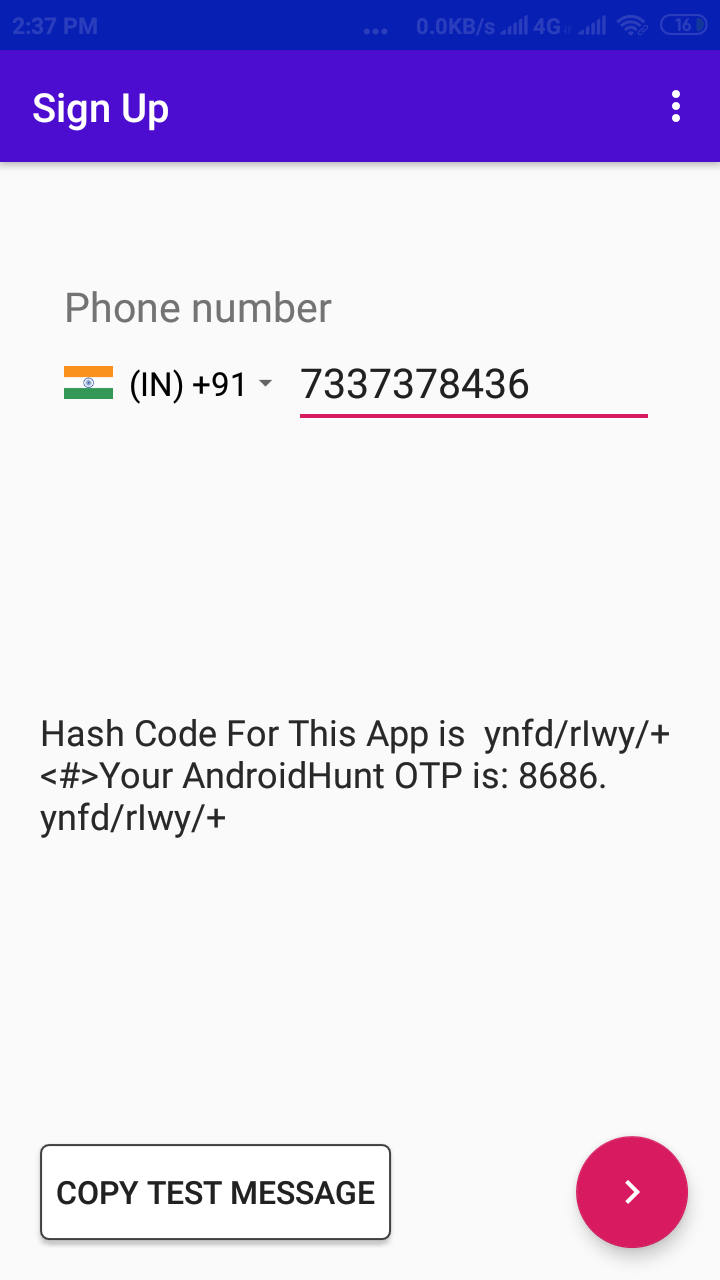 2:37 PM ... 0.0KB/s 4G 16
Sign Up
Phone number
(IN) +91 7337378436
Hash Code For This App is  ynfd/rIwy/+
<#>Your AndroidHunt OTP is: 8686.
ynfd/rIwy/+
COPY TEST MESSAGE